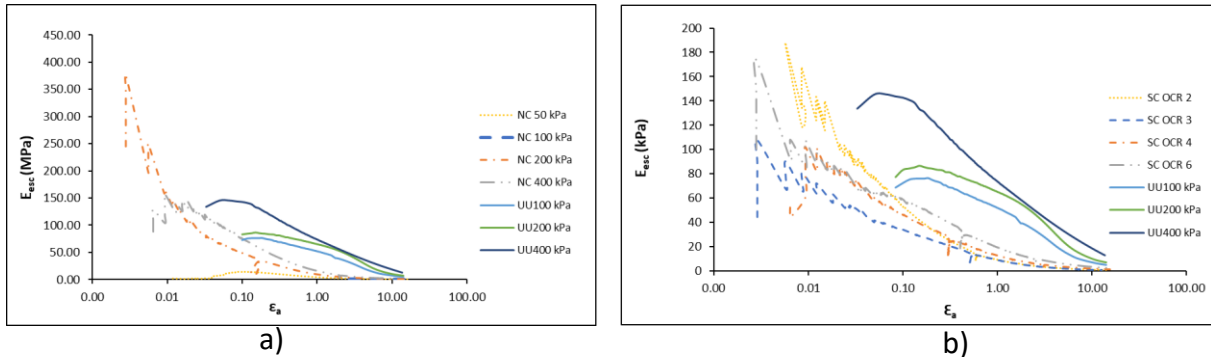 450.00
400.00
350.00
300.00
250.00
200.00
150.00
100.00
50.00
0.00
E_esc (MPa)
0.00 0.01 0.10 1.00 10.00 100.00
ε_a
NC 50 kPa
NC 100 kPa
NC 200 kPa
NC 400 kPa
UU100 kPa
UU200 kPa
UU400 kPa
a)
200
180
160
140
120
100
80
60
40
20
0
E_esc (kPa)
0.00 0.01 0.10 1.00 10.00 100.00
ε_a
SC OCR 2
SC OCR 3
SC OCR 4
SC OCR 6
UU100 kPa
UU200 kPa
UU400 kPa
b)